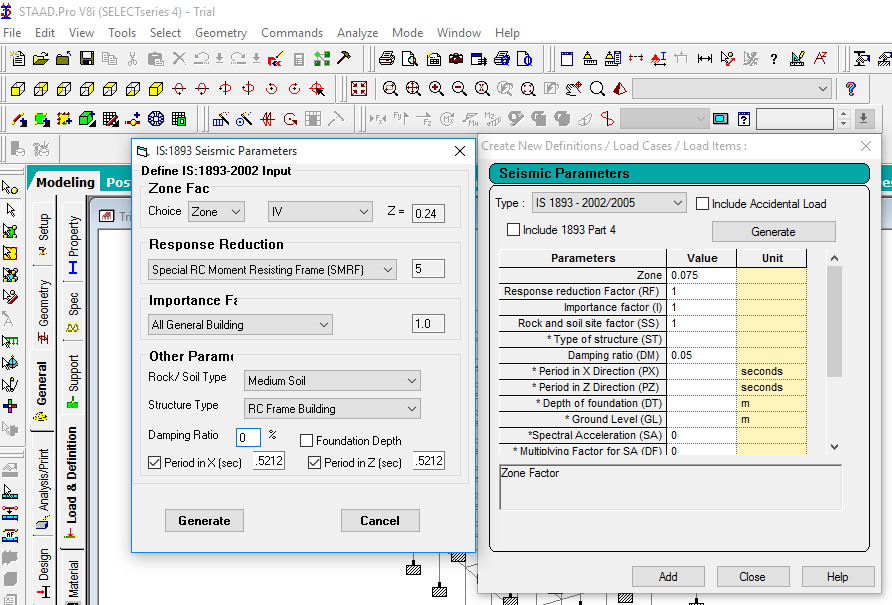 STAAD.Pro V8i (SELECTseries 4) - Trial
File Edit View Tools Select Geometry Commands Analyze Mode Window Help
Modeling
Setup
Geometry
General
Analysis/Print
Design
Property
Spec
Support
Load & Definition
Material
IS:1893 Seismic Parameters
Define IS:1893-2002 Input
Zone Fac
Choice Zone IV Z = 0.24
Response Reduction
Special RC Moment Resisting Frame (SMRF) 5
Importance Fa
All General Building 1.0
Other Parame
Rock/ Soil Type Medium Soil
Structure Type RC Frame Building
Damping Ratio 0 % Foundation Depth
Period in X (sec) .5212 Period in Z (sec) .5212
Generate Cancel
Create New Definitions / Load Cases / Load Items :
Seismic Parameters
Type : IS 1893 - 2002/2005 Include Accidental Load
Include 1893 Part 4 Generate
Parameters Value Unit
Zone 0.075
Response reduction Factor (RF) 1
Importance factor (I) 1
Rock and soil site factor (SS) 1
* Type of structure (ST)
Damping ratio (DM) 0.05
* Period in X Direction (PX) seconds
* Period in Z Direction (PZ) seconds
* Depth of foundation (DT) m
* Ground Level (GL) m
*Spectral Acceleration (SA) 0
* Multiplying Factor for SA (DF) 0
Zone Factor
Add Close Help